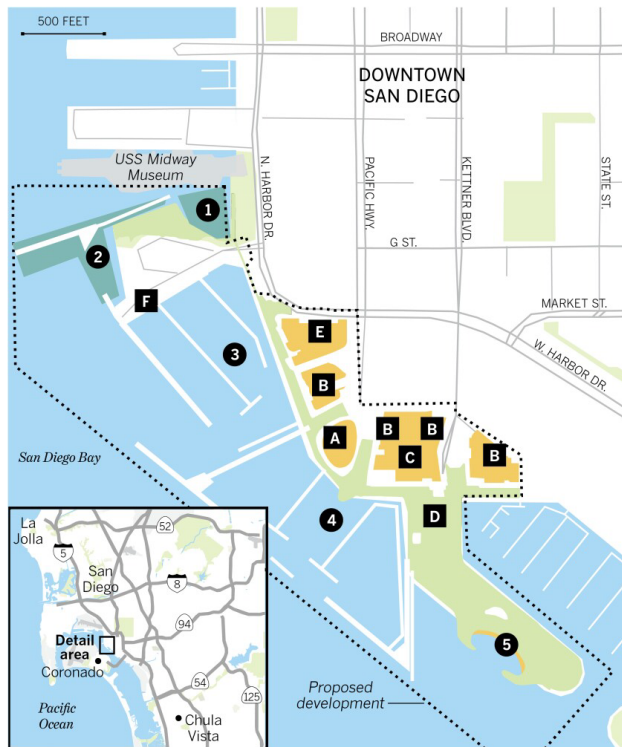 500 FEET
BROADWAY
DOWNTOWN
SAN DIEGO
USS Midway
Museum
N. HARBOR DR.
PACIFIC HWY.
KETTNER BLVD.
STATE ST.
1
G ST.
2
F
MARKET ST.
E
3
W. HARBOR DR.
B
A
B
B
C
B
San Diego Bay
4
D
5
Proposed
development
La
Jolla
52
5
San
Diego
8
94
Detail
area
Coronado
54
125
Pacific
Ocean
Chula
Vista